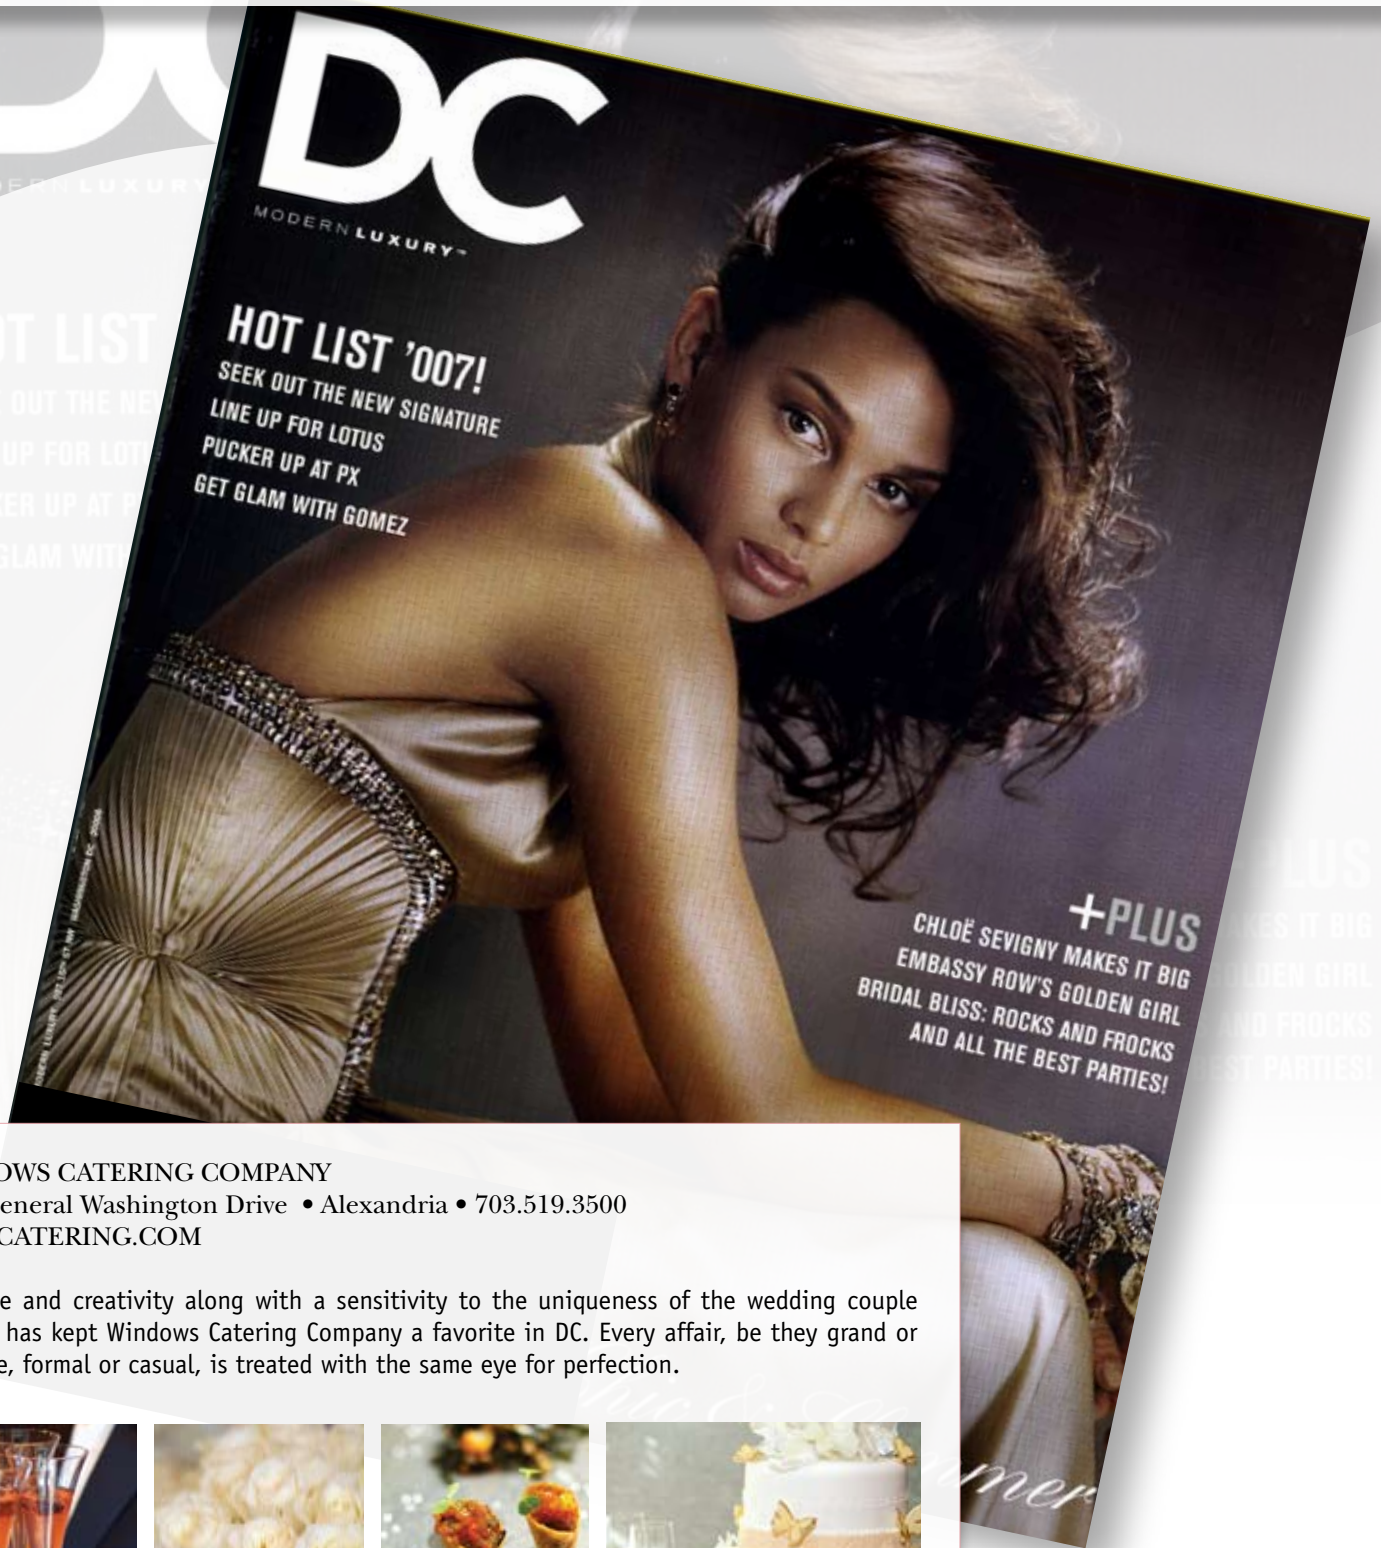 DC
MODERN LUXURY™
HOT LIST '007!
SEEK OUT THE NEW SIGNATURE
LINE UP FOR LOTUS
PUCKER UP AT PX
GET GLAM WITH GOMEZ
+PLUS
CHLOË SEVIGNY MAKES IT BIG
EMBASSY ROW'S GOLDEN GIRL
BRIDAL BLISS: ROCKS AND FROCKS
AND ALL THE BEST PARTIES!
OWS CATERING COMPANY
eneral Washington Drive • Alexandria • 703.519.3500
CATERING.COM
e and creativity along with a sensitivity to the uniqueness of the wedding couple
has kept Windows Catering Company a favorite in DC. Every affair, be they grand or
e, formal or casual, is treated with the same eye for perfection.